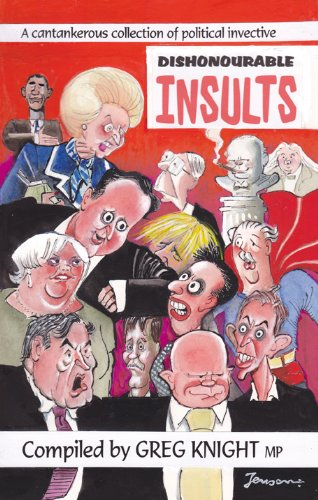 A cantankerous collection of political invective
DISHONOURABLE
INSULTS
Compiled by GREG KNIGHT MP
Jensen